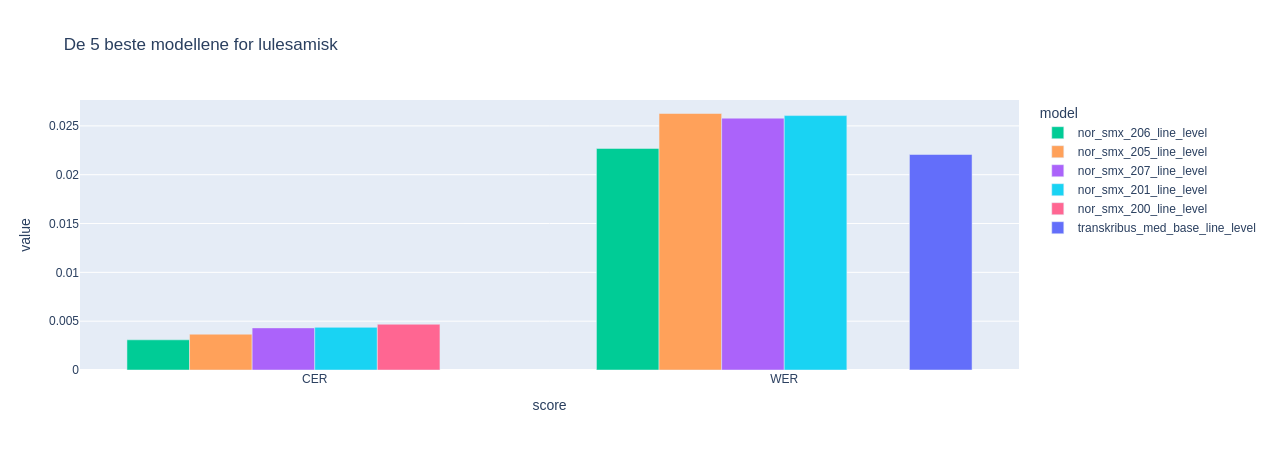 De 5 beste modellene for lulesamisk
value
0.025
0.02
0.015
0.01
0.005
0
CER
WER
score
model
nor_smx_206_line_level
nor_smx_205_line_level
nor_smx_207_line_level
nor_smx_201_line_level
nor_smx_200_line_level
transkribus_med_base_line_level